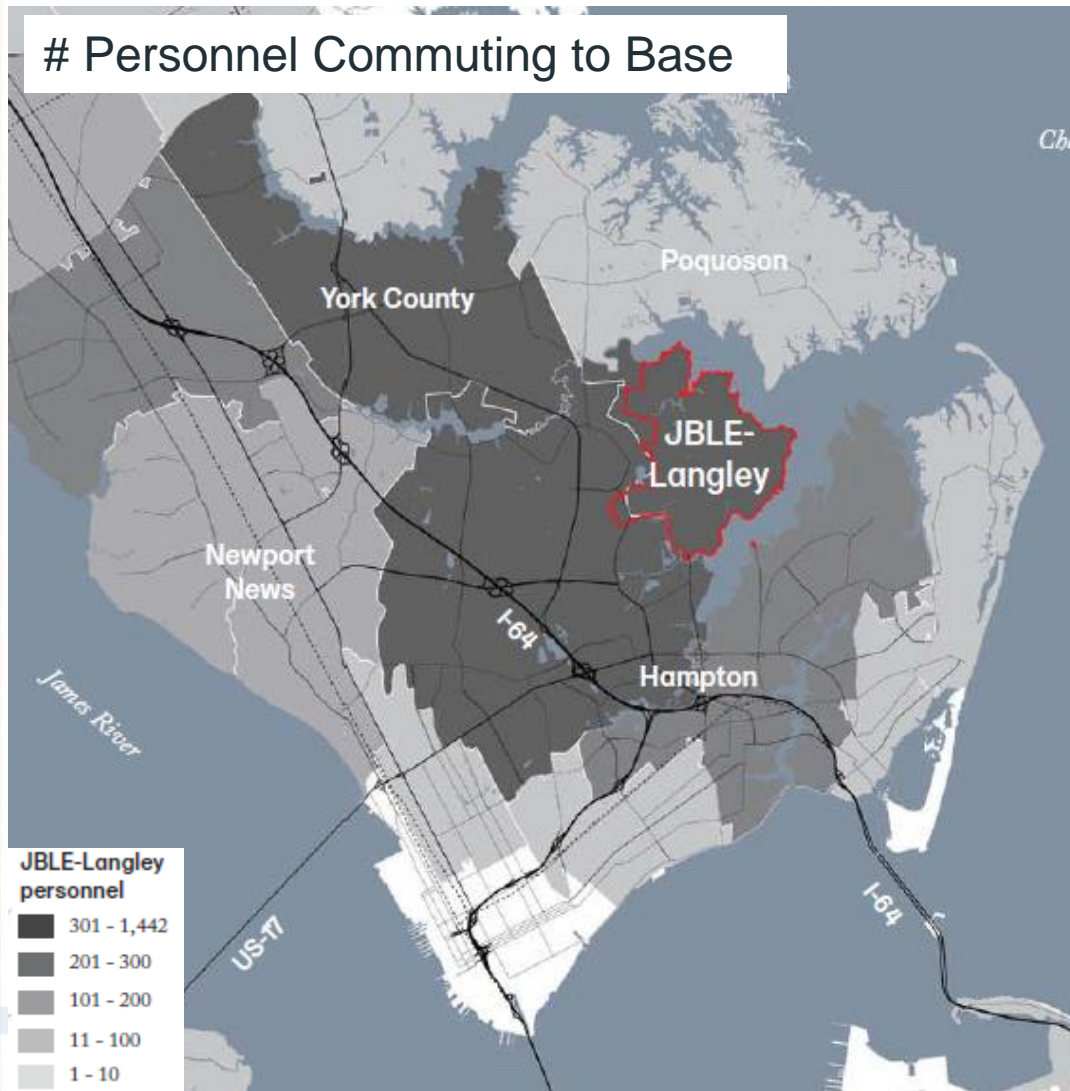 # Personnel Commuting to Base
York County
Poquoson
JBLE-
Langley
Newport
News
I-64
Hampton
James River
I-64
US-17
JBLE-Langley
personnel
301 - 1,442
201 - 300
101 - 200
11 - 100
1 - 10